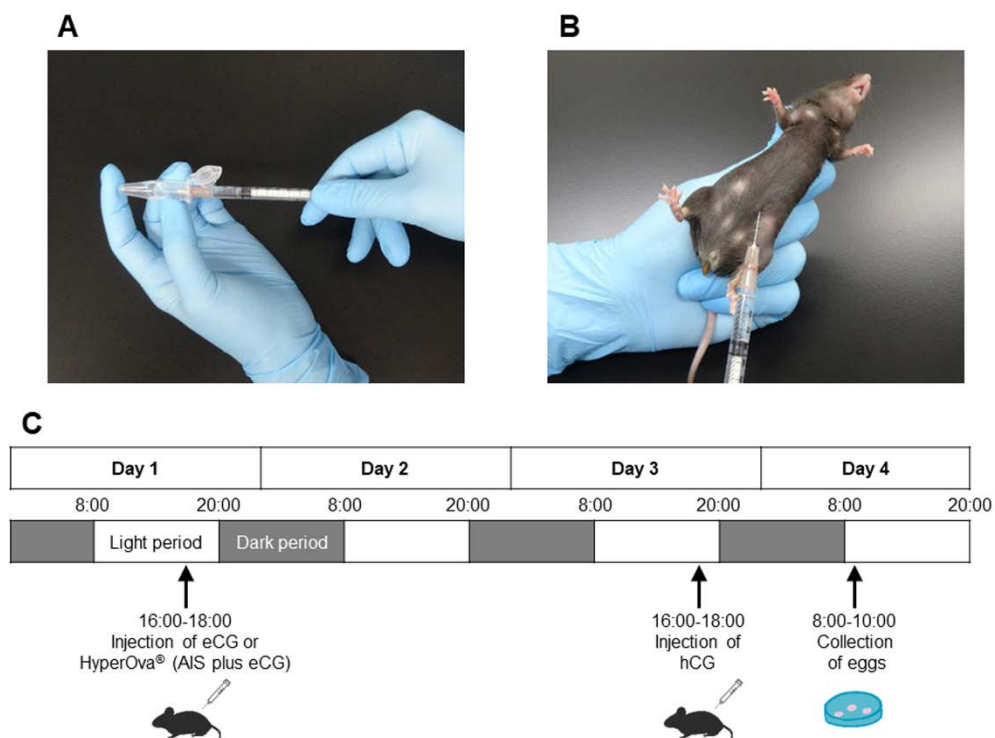 A
B
C
Day 1 Day 2 Day 3 Day 4
8:00 20:00 8:00 20:00 8:00 20:00 8:00 20:00
Light period Dark period
16:00-18:00
Injection of eCG or
HyperOva® (AIS plus eCG)
16:00-18:00
Injection of
hCG
8:00-10:00
Collection
of eggs